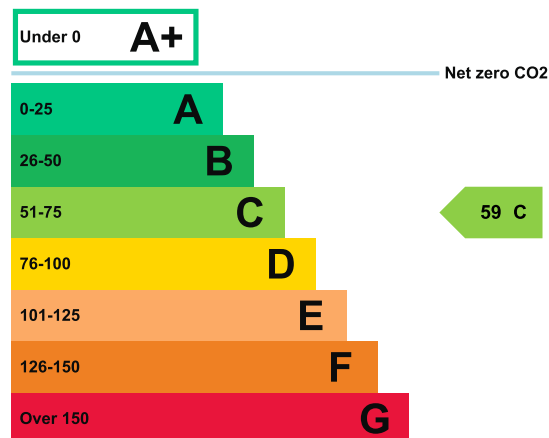 Under 0 A+
Net zero CO2
0-25 A
26-50 B
51-75 C
59 C
76-100 D
101-125 E
126-150 F
Over 150 G